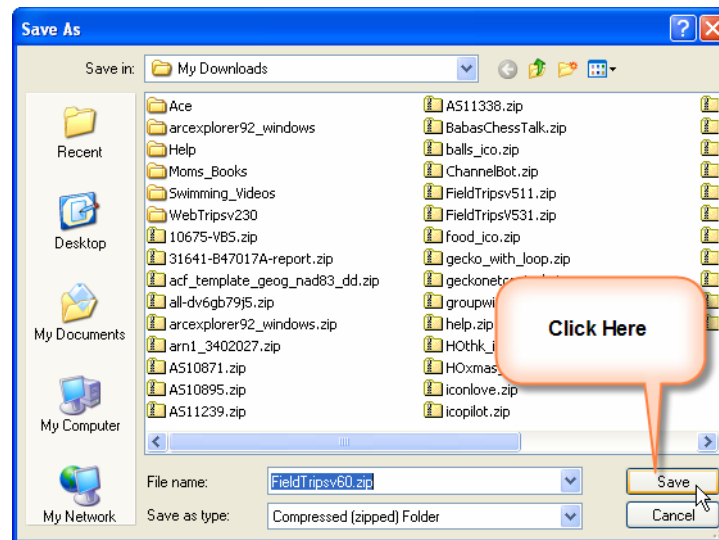 Save As
Save in:
My Downloads
Recent
Desktop
My Documents
My Computer
My Network
Ace
arcexplorer92_windows
Help
Moms_Books
Swimming_Videos
WebTripsv230
10675-VBS.zip
31641-B47017A-report.zip
acf_template_geog_nad83_dd.zip
all-dv6gb79j5.zip
arcexplorer92_windows.zip
arn1_3402027.zip
AS10871.zip
AS10895.zip
AS11239.zip
AS11338.zip
BabasChessTalk.zip
balls_ico.zip
ChannelBot.zip
FieldTripsv511.zip
FieldTripsV531.zip
food_ico.zip
gecko_with_loop.zip
help.zip
iconlove.zip
icopilot.zip
Click Here
File name:
FieldTripsv60.zip
Save
Save as type:
Compressed (zipped) Folder
Cancel